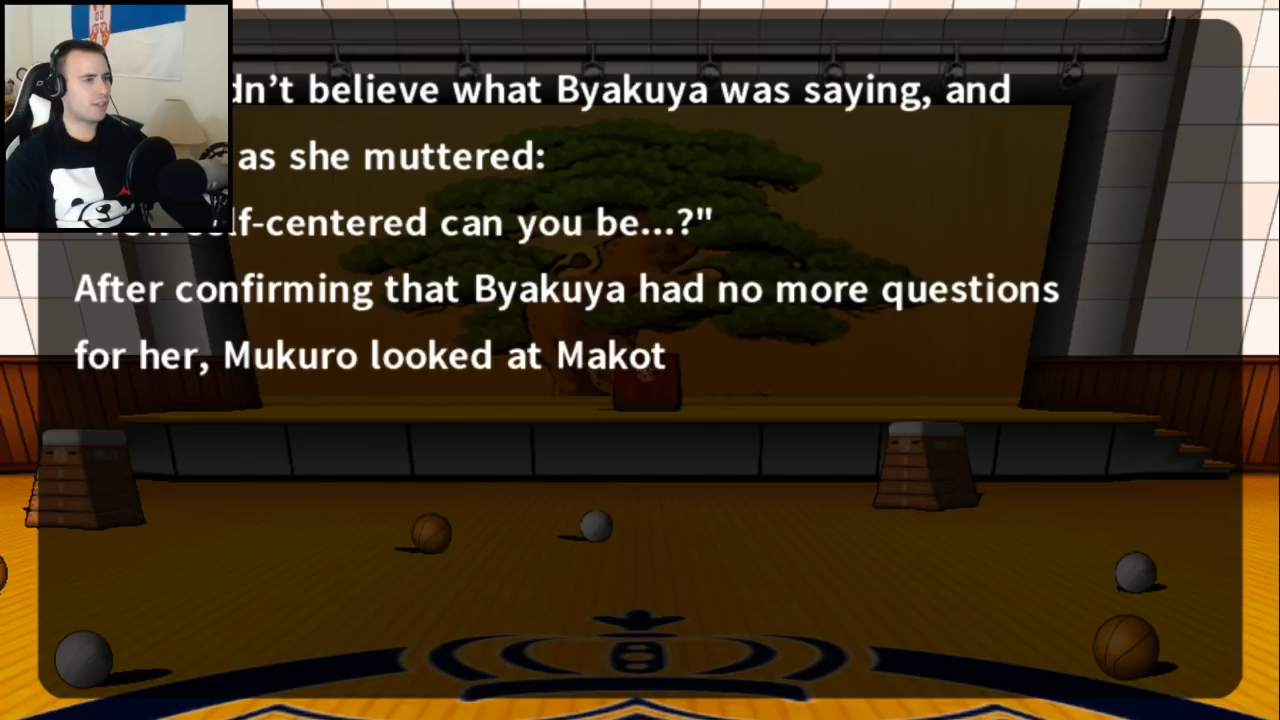 dn't believe what Byakuya was saying, and
as she muttered:
lf-centered can you be...?"
After confirming that Byakuya had no more questions
for her, Mukuro looked at Makot